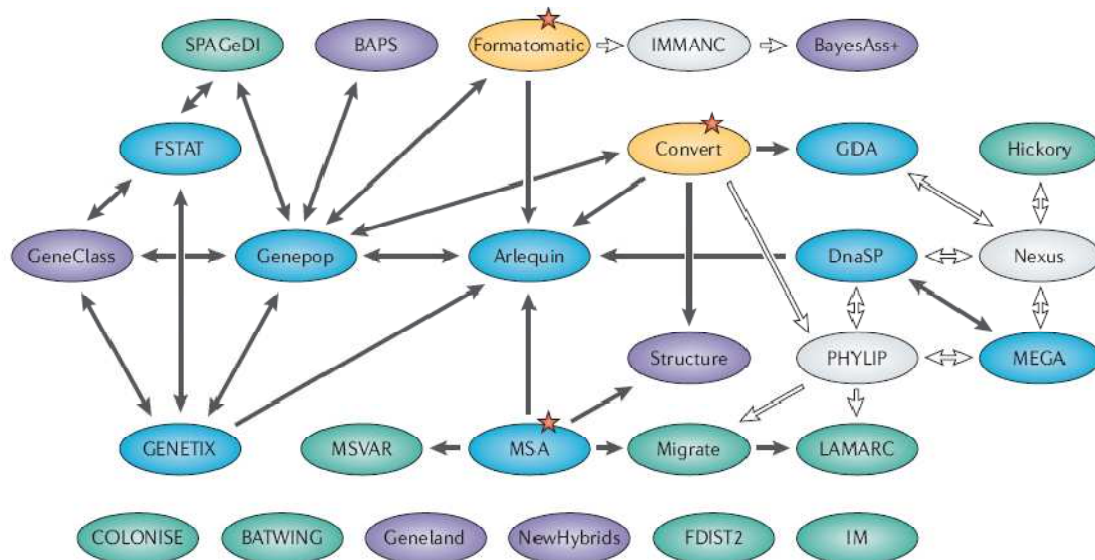 SPAGeDI
BAPS
Formatomatic
IMMANC
BayesAss+
FSTAT
Convert
GDA
Hickory
GeneClass
Genepop
Arlequin
DnaSP
Nexus
Structure
PHYLIP
MEGA
GENETIX
MSVAR
MSA
Migrate
LAMARC
COLONISE
BATWING
Geneland
NewHybrids
FDIST2
IM